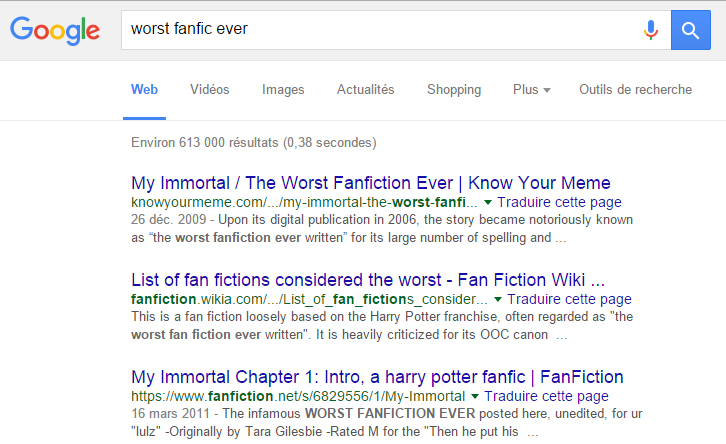 Google worst fanfic ever
Web Vidéos Images Actualités Shopping Plus Outils de recherche
Environ 613 000 résultats (0,38 secondes)
My Immortal / The Worst Fanfiction Ever | Know Your Meme
knowyourmeme.com/.../my-immortal-the-worst-fanfi... Traduire cette page
26 déc. 2009 - Upon its digital publication in 2006, the story became notoriously known
as “the worst fanfiction ever written” for its large number of spelling and ...
List of fan fictions considered the worst - Fan Fiction Wiki ...
fanfiction.wikia.com/.../List_of_fan_fictions_consider... Traduire cette page
This is a fan fiction loosely based on the Harry Potter franchise, often regarded as "the
worst fan fiction ever written". It is heavily criticized for its OOC canon ...
My Immortal Chapter 1: Intro, a harry potter fanfic | FanFiction
https://www.fanfiction.net/s/6829556/1/My-Immortal Traduire cette page
16 mars 2011 - The infamous WORST FANFICTION EVER posted here, unedited, for ur
"lulz" -Originally by Tara Gilesbie -Rated M for the "Then he put his ...